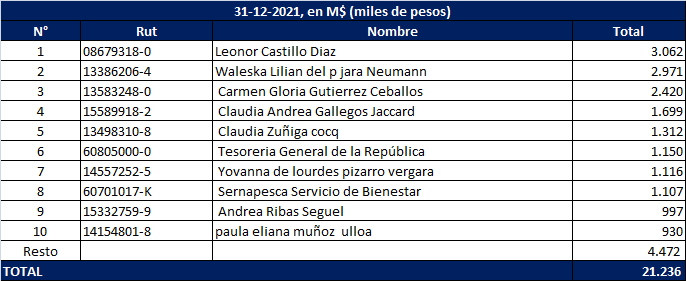 31-12-2021, en M$ (miles de pesos)
N° Rut Nombre Total
1 08679318-0 Leonor Castillo Diaz 3.062
2 13386206-4 Waleska Lilian del p jara Neumann 2.971
3 13583248-0 Carmen Gloria Gutierrez Ceballos 2.420
4 15589918-2 Claudia Andrea Gallegos Jaccard 1.699
5 13498310-8 Claudia Zuñiga cocq 1.312
6 60805000-0 Tesoreria General de la República 1.150
7 14557252-5 Yovanna de lourdes pizarro vergara 1.116
8 60701017-K Sernapesca Servicio de Bienestar 1.107
9 15332759-9 Andrea Ribas Seguel 997
10 14154801-8 paula eliana muñoz ulloa 930
Resto 4.472
TOTAL 21.236